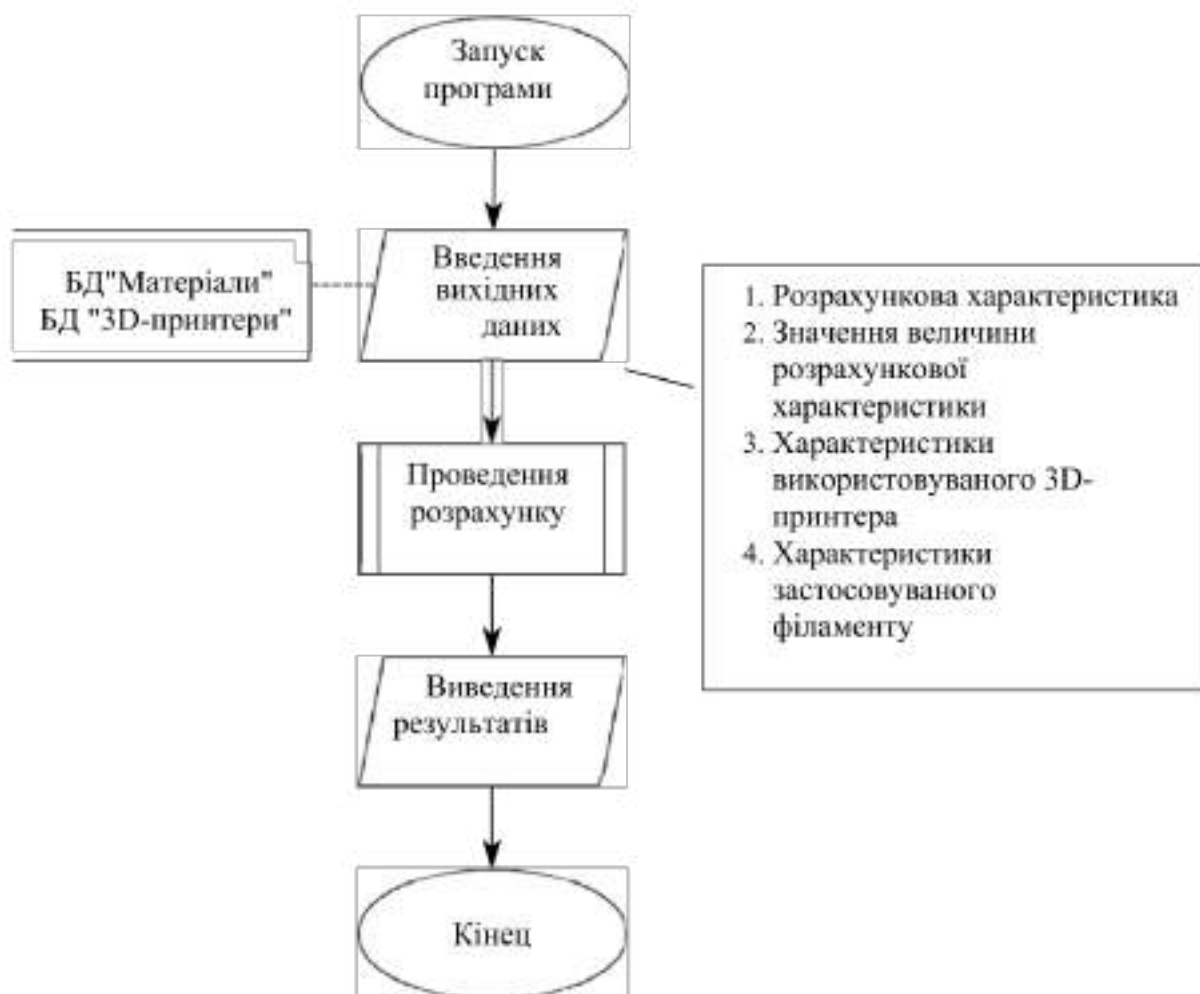 Запуск
програми
БД"Матеріали"
БД "3D-принтери"
Введення
вихідних
даних
1. Розрахункова характеристика
2. Значення величини
розрахункової
характеристики
3. Характеристики
використовуваного 3D-
принтера
4. Характеристики
застосовуваного
філаменту
Проведення
розрахунку
Виведення
результатів
Кінец